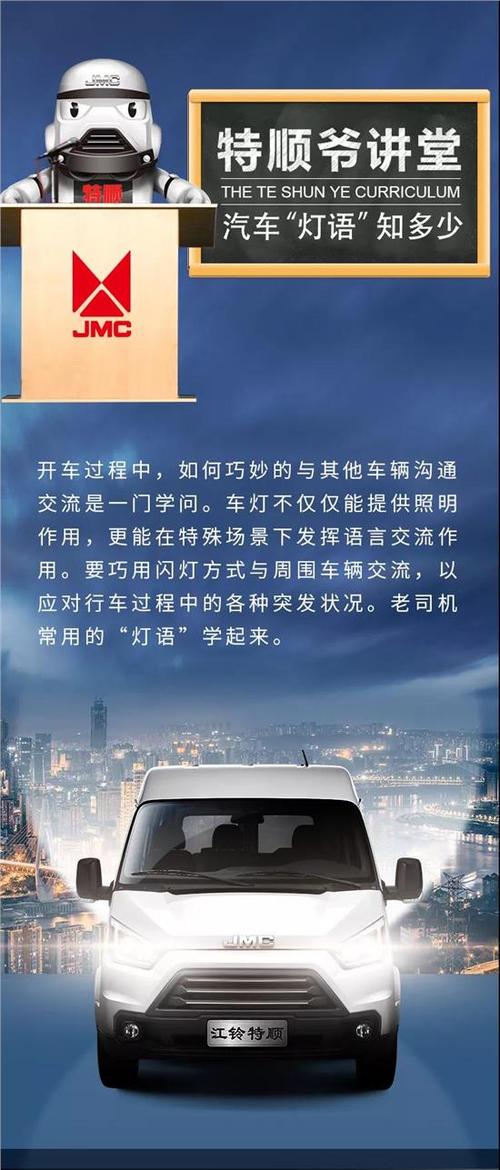 JMC
特顺
JMC
特顺爷讲堂
THE TE SHUN YE CURRICULUM
汽车“灯语”知多少
开车过程中，如何巧妙的与其他车辆沟通
交流是一门学问。车灯不仅仅能提供照明
作用，更能在特殊场景下发挥语言交流作
用。要巧用闪灯方式与周围车辆交流，以
应对行车过程中的各种突发状况。老司机
常用的“灯语”学起来。
JMC
江铃特顺